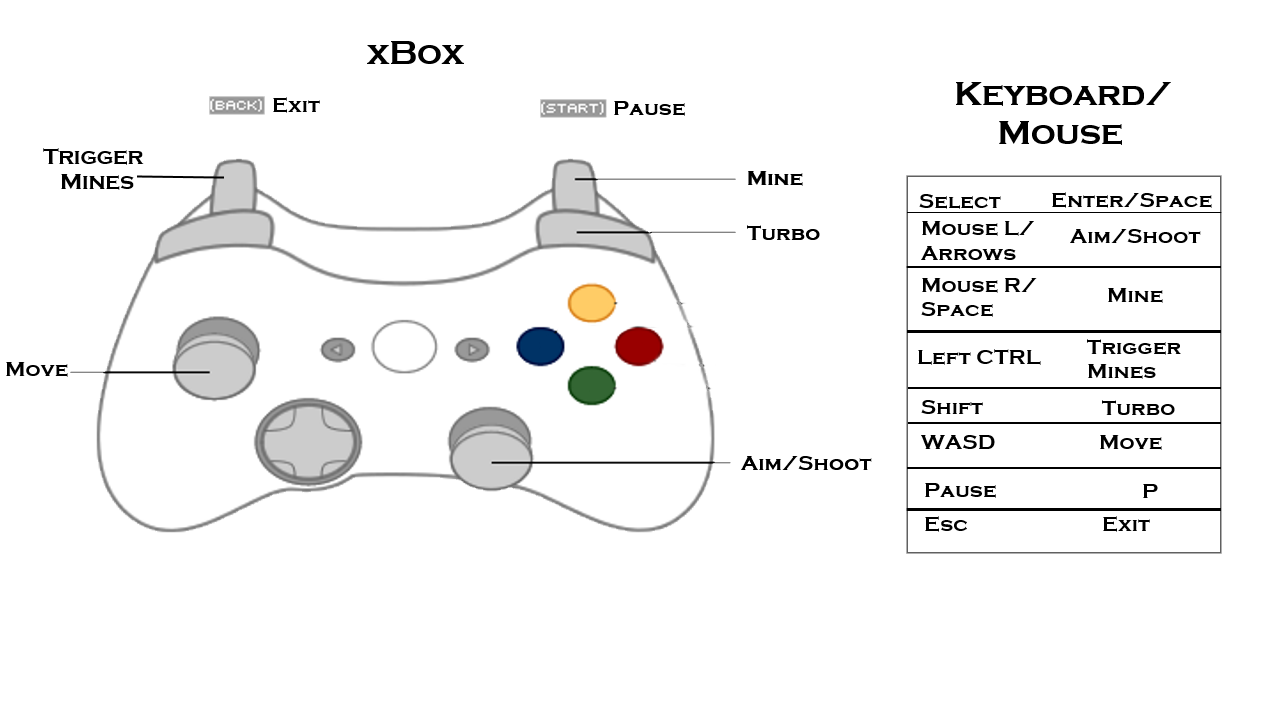 xBox
(BACK) Exit
(START) Pause
Trigger
Mines
Mine
Turbo
Move
Aim/Shoot
Keyboard/
Mouse
Select Enter/Space
Mouse L/
Arrows Aim/Shoot
Mouse R/
Space Mine
Left CTRL Trigger
Mines
Shift Turbo
WASD Move
Pause P
Esc Exit